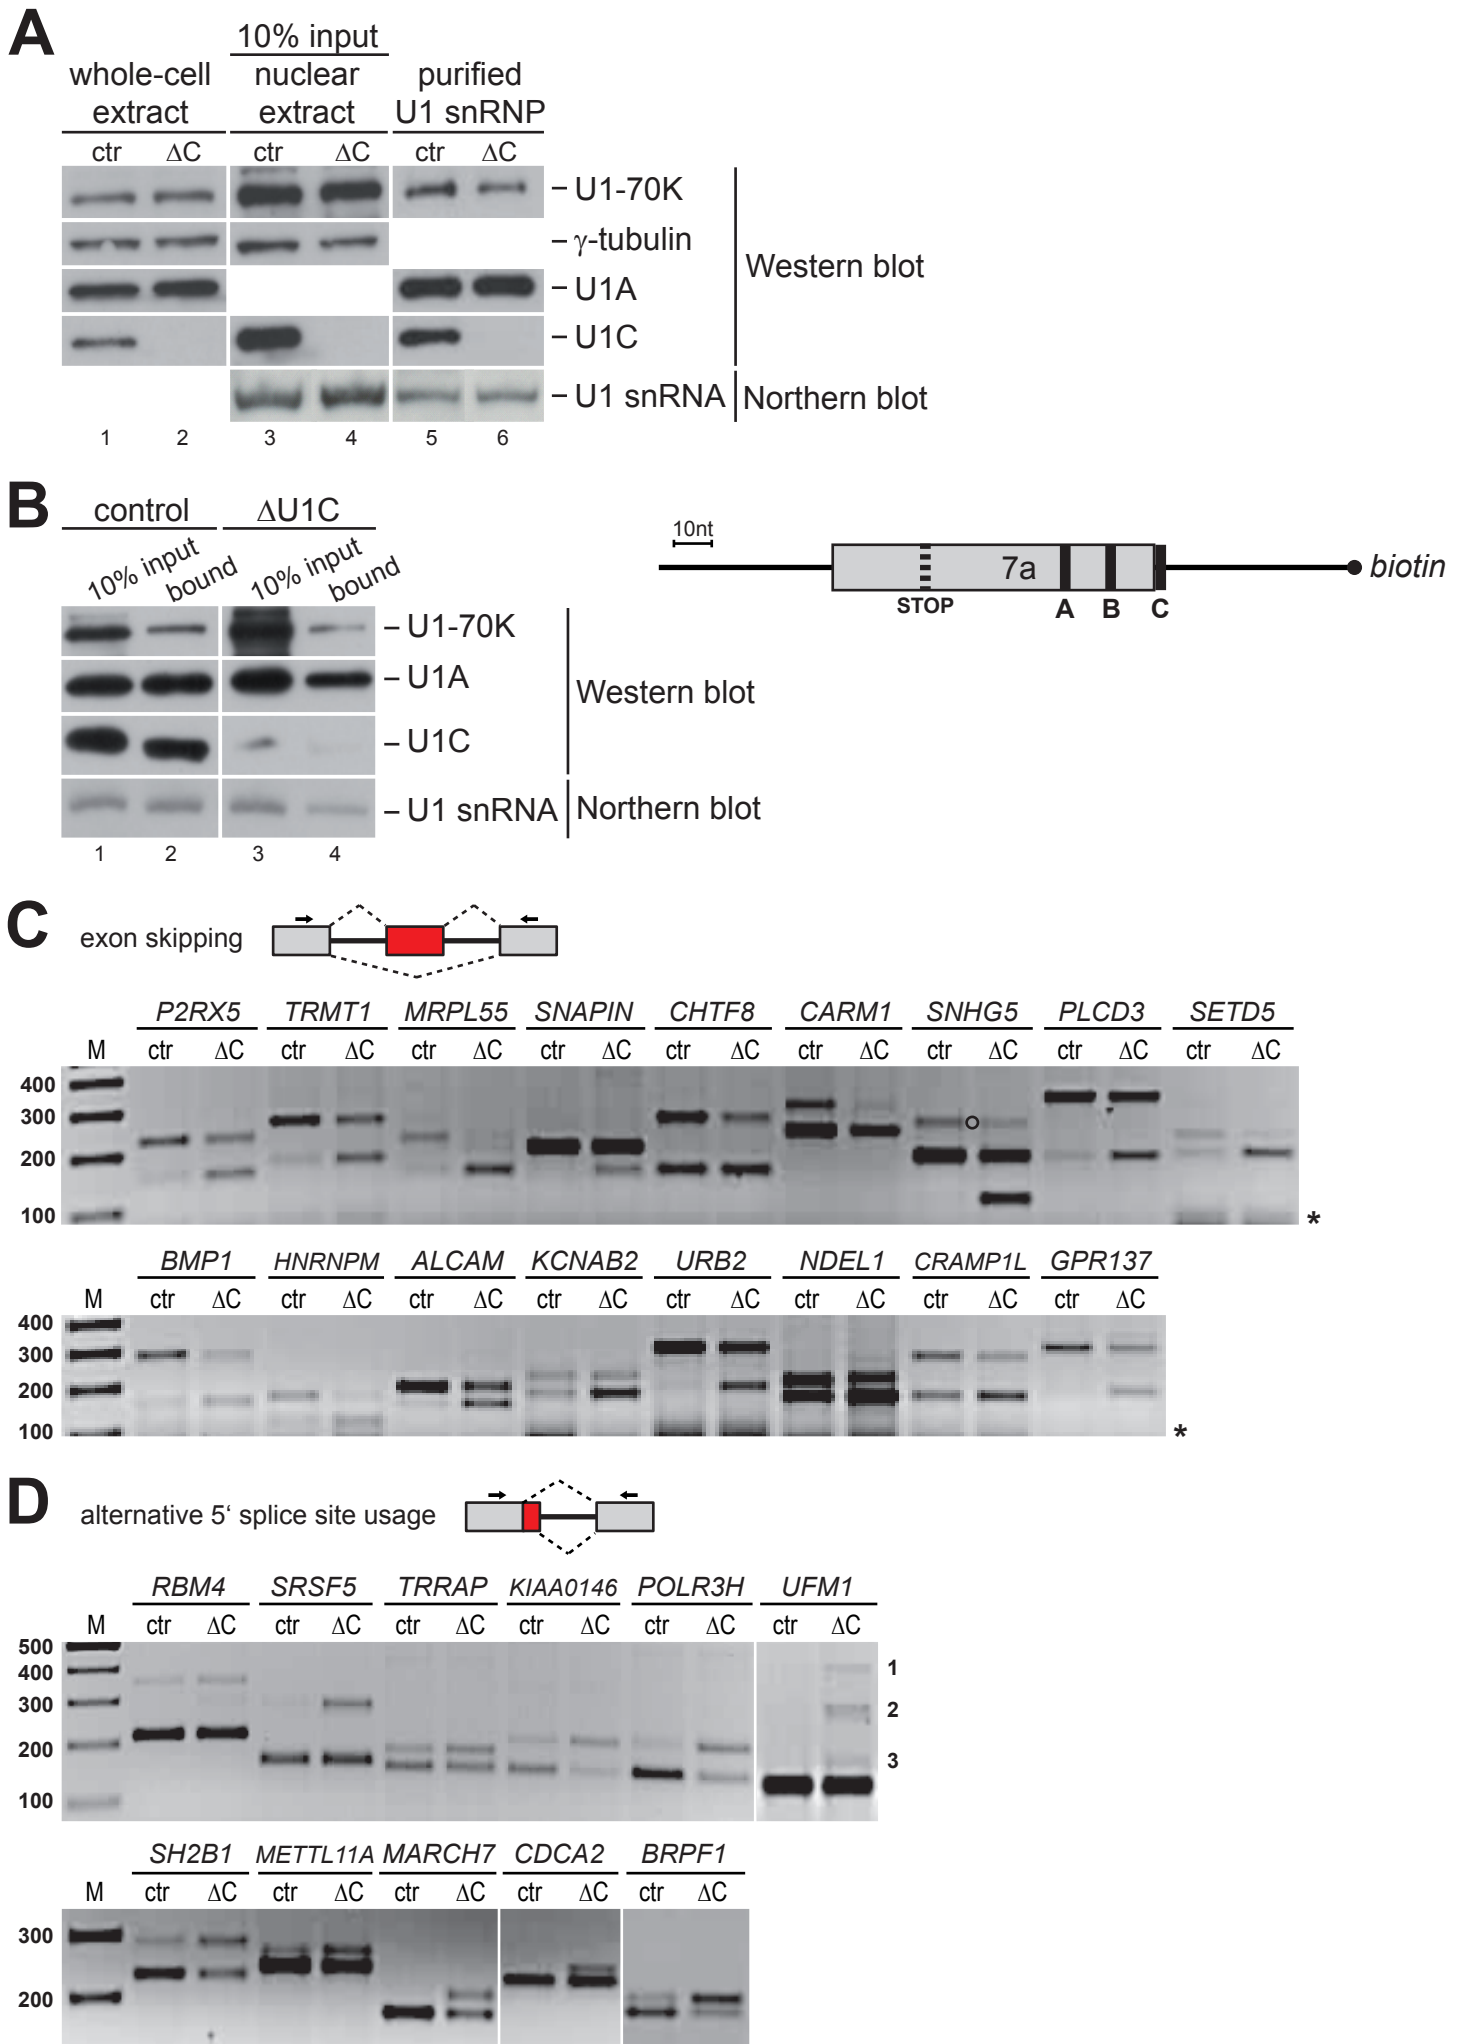 A
10% input
whole-cell extract
nuclear extract
purified U1 snRNP
ctr ΔC ctr ΔC ctr ΔC
– U1-70K
– γ-tubulin
– U1A
– U1C
Western blot
– U1 snRNA
Northern blot
1 2 3 4 5 6
B
control ΔU1C
10% input bound 10% input bound
– U1-70K
– U1A
– U1C
Western blot
– U1 snRNA
Northern blot
1 2 3 4
10nt
7a
biotin
STOP A B C
C
exon skipping
P2RX5 TRMT1 MRPL55 SNAPIN CHTF8 CARM1 SNHG5 PLCD3 SETD5
M ctr ΔC ctr ΔC ctr ΔC ctr ΔC ctr ΔC ctr ΔC ctr ΔC ctr ΔC ctr ΔC
400
300
200
100
*
BMP1 HNRNPM ALCAM KCNAB2 URB2 NDEL1 CRAMP1L GPR137
M ctr ΔC ctr ΔC ctr ΔC ctr ΔC ctr ΔC ctr ΔC ctr ΔC ctr ΔC
400
300
200
100
*
D
alternative 5‘ splice site usage
RBM4 SRSF5 TRRAP KIAA0146 POLR3H UFM1
M ctr ΔC ctr ΔC ctr ΔC ctr ΔC ctr ΔC ctr ΔC
500
400
300
200
100
1
2
3
SH2B1 METTL11A MARCH7 CDCA2 BRPF1
M ctr ΔC ctr ΔC ctr ΔC ctr ΔC ctr ΔC
300
200